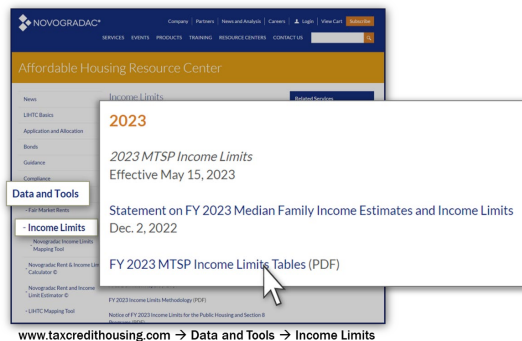 NOVOGRADAC®
Company | Partners | News and Analysis | Careers | Login | View Cart Subscribe
SERVICES EVENTS PRODUCTS TRAINING RESOURCE CENTERS CONTACT US
Affordable Housing Resource Center
News
LIHTC Basics
Application and Allocation
Bonds
Guidance
Compliance
Data and Tools
- Fair Market Rents
- Income Limits
- Novogradac Income Limits
Mapping Tool
- Novogradac Rent & Income Lim
Calculator ©
- Novogradac Rent and Income
Limit Estimator ©
- LIHTC Mapping Tool
Income Limits
Related Services
2023
2023 MTSP Income Limits
Effective May 15, 2023
Statement on FY 2023 Median Family Income Estimates and Income Limits
Dec. 2, 2022
FY 2023 MTSP Income Limits Tables (PDF)
FY 2023 Income Limits Methodology (PDF)
Notice of FY 2023 Income Limits for the Public Housing and Section 8
www.taxcredithousing.com → Data and Tools → Income Limits